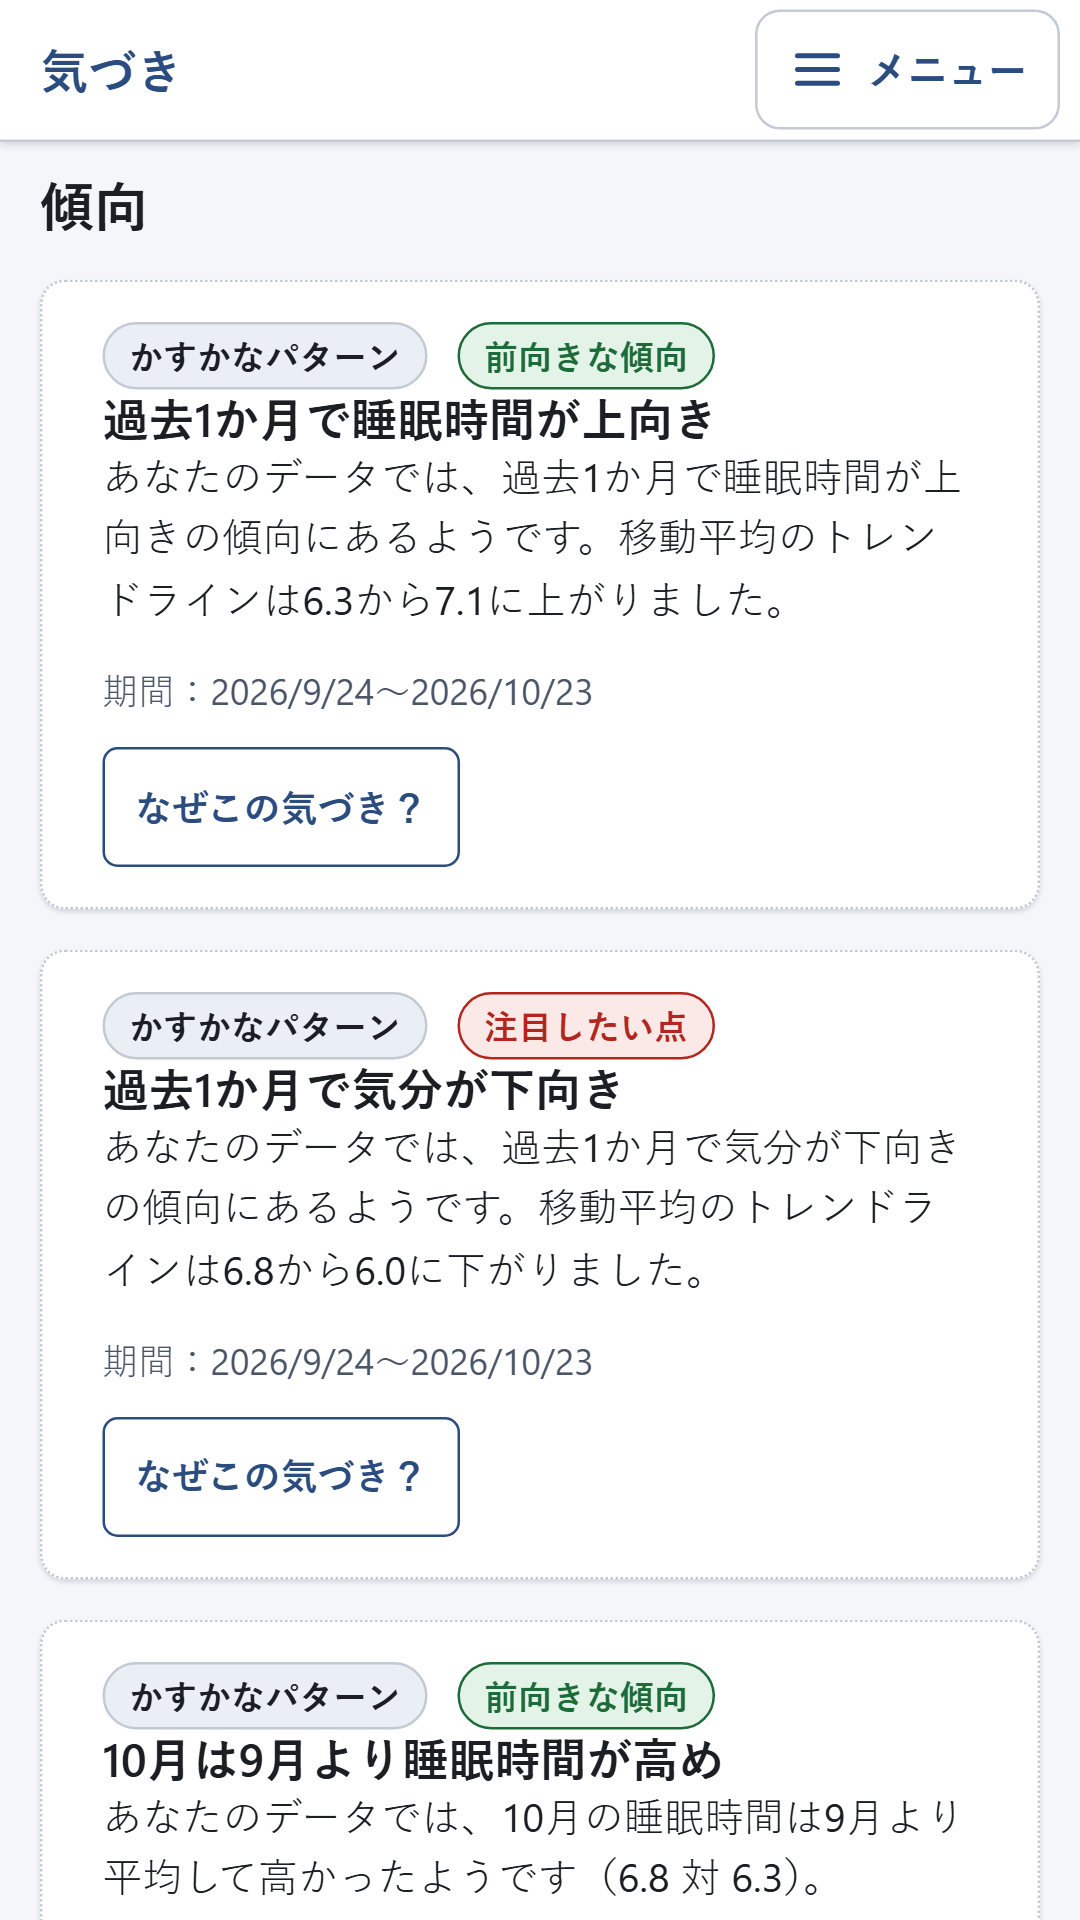 気づき
メニュー
傾向
かすかなパターン
前向きな傾向
過去1か月で睡眠時間が上向き
あなたのデータでは、過去1か月で睡眠時間が上
向きの傾向にあるようです。移動平均のトレン
ドラインは6.3から7.1に上がりました。
期間：2026/9/24～2026/10/23
なぜこの気づき？
かすかなパターン
注目したい点
過去1か月で気分が下向き
あなたのデータでは、過去1か月で気分が下向き
の傾向にあるようです。移動平均のトレンドラ
インは6.8から6.0に下がりました。
期間：2026/9/24～2026/10/23
なぜこの気づき？
かすかなパターン
前向きな傾向
10月は9月より睡眠時間が高め
あなたのデータでは、10月の睡眠時間は9月より
平均して高かったようです（6.8 対 6.3）。